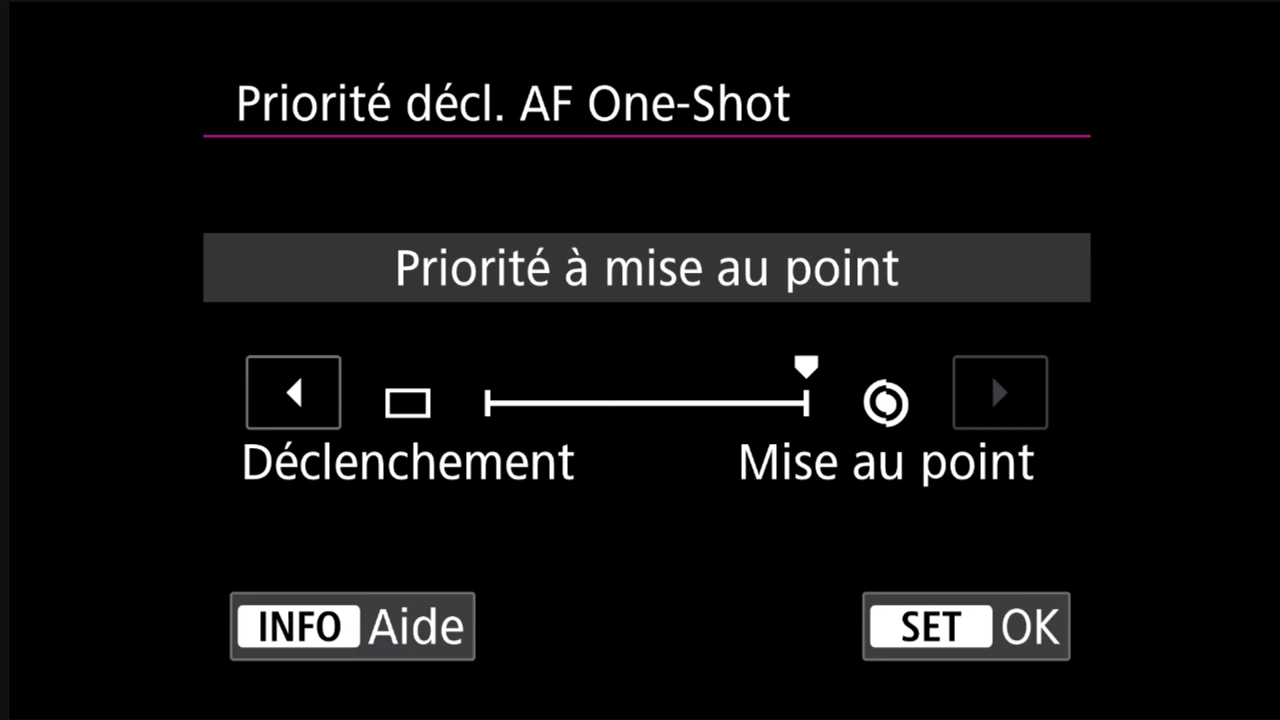 Priorité décl. AF One-Shot
Priorité à mise au point
Déclenchement Mise au point
INFO Aide SET OK